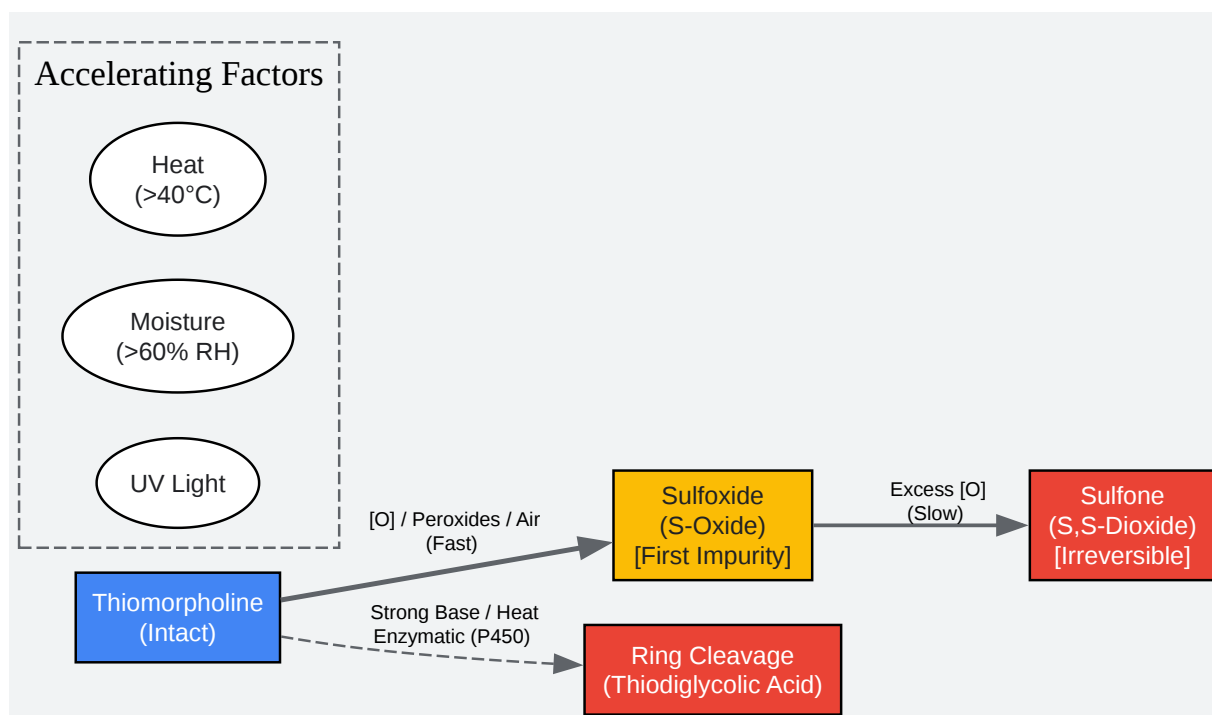 Accelerating Factors
Heat
(>40°C)
Moisture
(>60% RH)
UV Light
[O] / Peroxides / Air
(Fast)
Sulfoxide
(S-Oxide)
[First Impurity]
Excess [O]
(Slow)
Sulfone
(S,S-Dioxide)
[Irreversible]
Thiomorpholine
(Intact)
Strong Base / Heat
Enzymatic (P450)
Ring Cleavage
(Thiodiglycolic Acid)